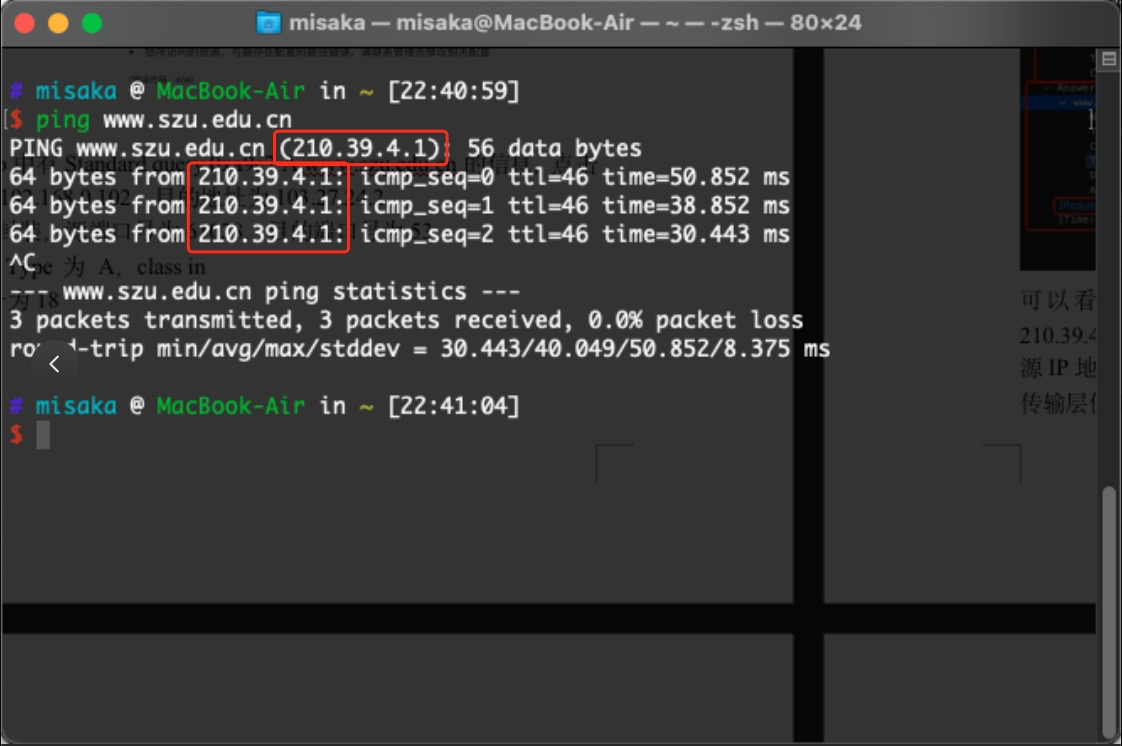 misaka — misaka@MacBook-Air — ~ — -zsh — 80×24
# misaka @ MacBook-Air in ~ [22:40:59]
[$ ping www.szu.edu.cn
PING www.szu.edu.cn (210.39.4.1): 56 data bytes
64 bytes from 210.39.4.1: icmp_seq=0 ttl=46 time=50.852 ms
64 bytes from 210.39.4.1: icmp_seq=1 ttl=46 time=38.852 ms
64 bytes from 210.39.4.1: icmp_seq=2 ttl=46 time=30.443 ms
^C
Type 为 A, class in
--- www.szu.edu.cn ping statistics ---
3 packets transmitted, 3 packets received, 0.0% packet loss
round-trip min/avg/max/stddev = 30.443/40.049/50.852/8.375 ms
# misaka @ MacBook-Air in ~ [22:41:04]
$
可以看
210.39.4
源 IP 地
传输层